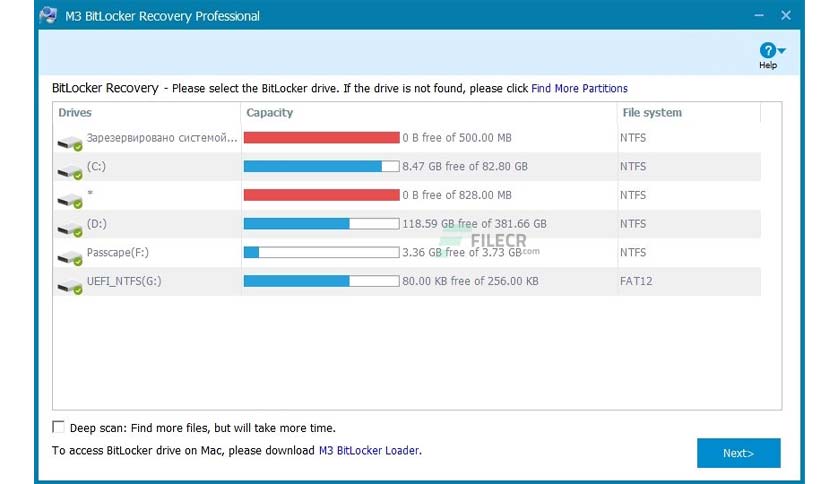 M3 BitLocker Recovery Professional
Help
BitLocker Recovery - Please select the BitLocker drive. If the drive is not found, please click Find More Partitions
Drives Capacity File system
Зарезервировано системой... 0 B free of 500.00 MB NTFS
(C:) 8.47 GB free of 82.80 GB NTFS
* 0 B free of 828.00 MB NTFS
(D:) 118.59 GB free of 381.66 GB NTFS
FILECR
.com
Passcape(F:) 3.36 GB free of 3.73 GB NTFS
UEFI_NTFS(G:) 80.00 KB free of 256.00 KB FAT12
Deep scan: Find more files, but will take more time.
To access BitLocker drive on Mac, please download M3 BitLocker Loader.
Next>